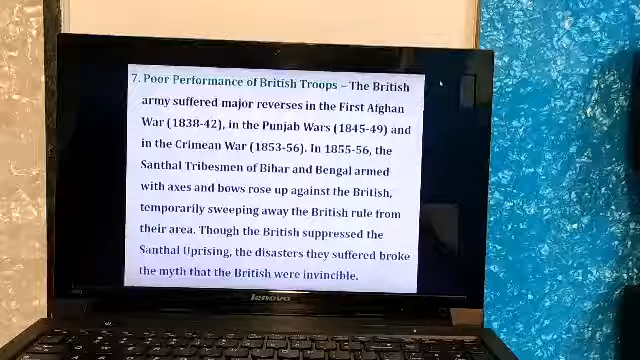 7. Poor Performance of British Troops – The British
army suffered major reverses in the First Afghan
War (1838-42), in the Punjab Wars (1845-49) and
in the Crimean War (1853-56). In 1855-56, the
Santhal Tribesmen of Bihar and Bengal armed
with axes and bows rose up against the British,
temporarily sweeping away the British rule from
their area. Though the British suppressed the
Santhal Uprising, the disasters they suffered broke
the myth that the British were invincible.
lenovo